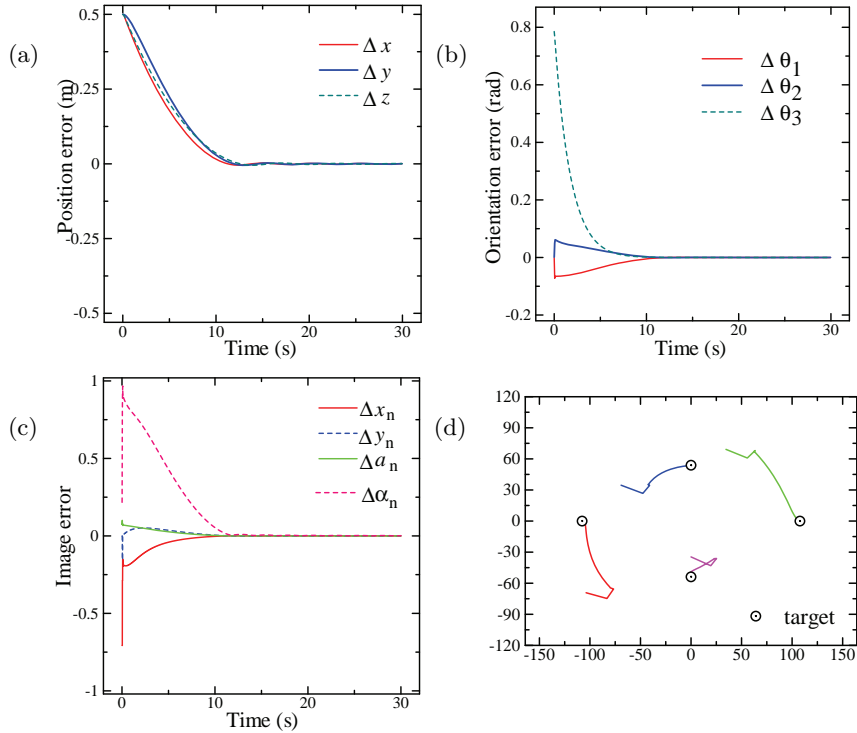 (a)
0.5
0.25
0
-0.25
-0.5
Position error (m)
Δ x
Δ y
Δ z
0
10
20
30
Time (s)
(b)
0.8
0.6
0.4
0.2
0
-0.2
Orientation error (rad)
Δ θ1
Δ θ2
Δ θ3
0
10
20
30
Time (s)
(c)
1
0.5
0
-0.5
-1
Image error
Δxn
Δyn
Δan
Δαn
0
10
20
30
Time (s)
(d)
120
90
60
30
0
-30
-60
-90
-120
target
-150
-100
-50
0
50
100
150